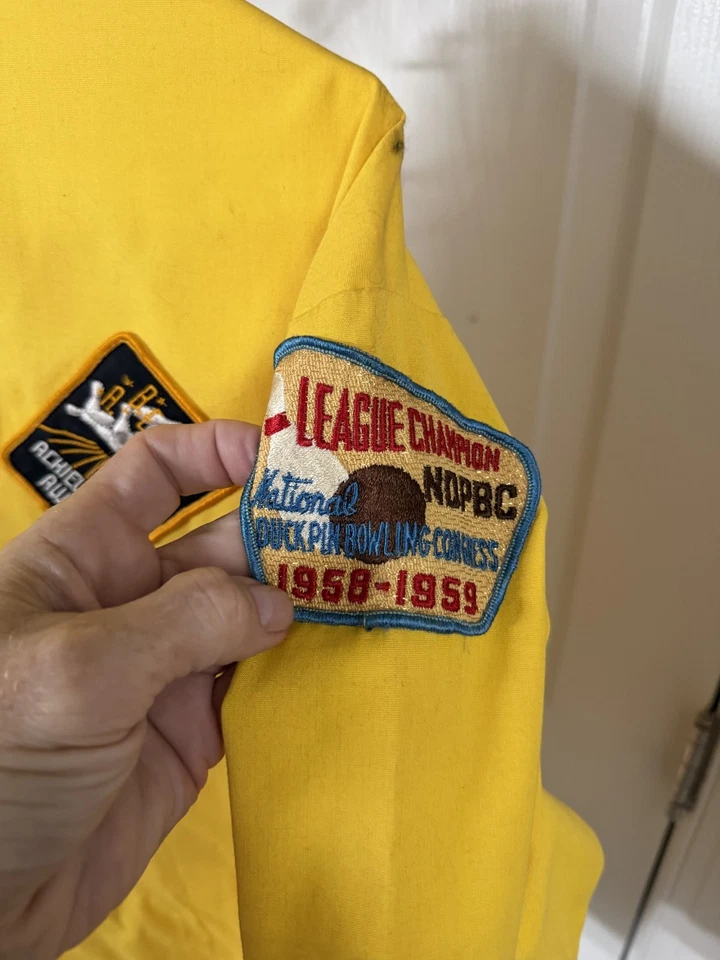 LEAGUE CHAMPION
NDPBC
National
DUCK PIN BOWLING CONGRESS
1958-1959